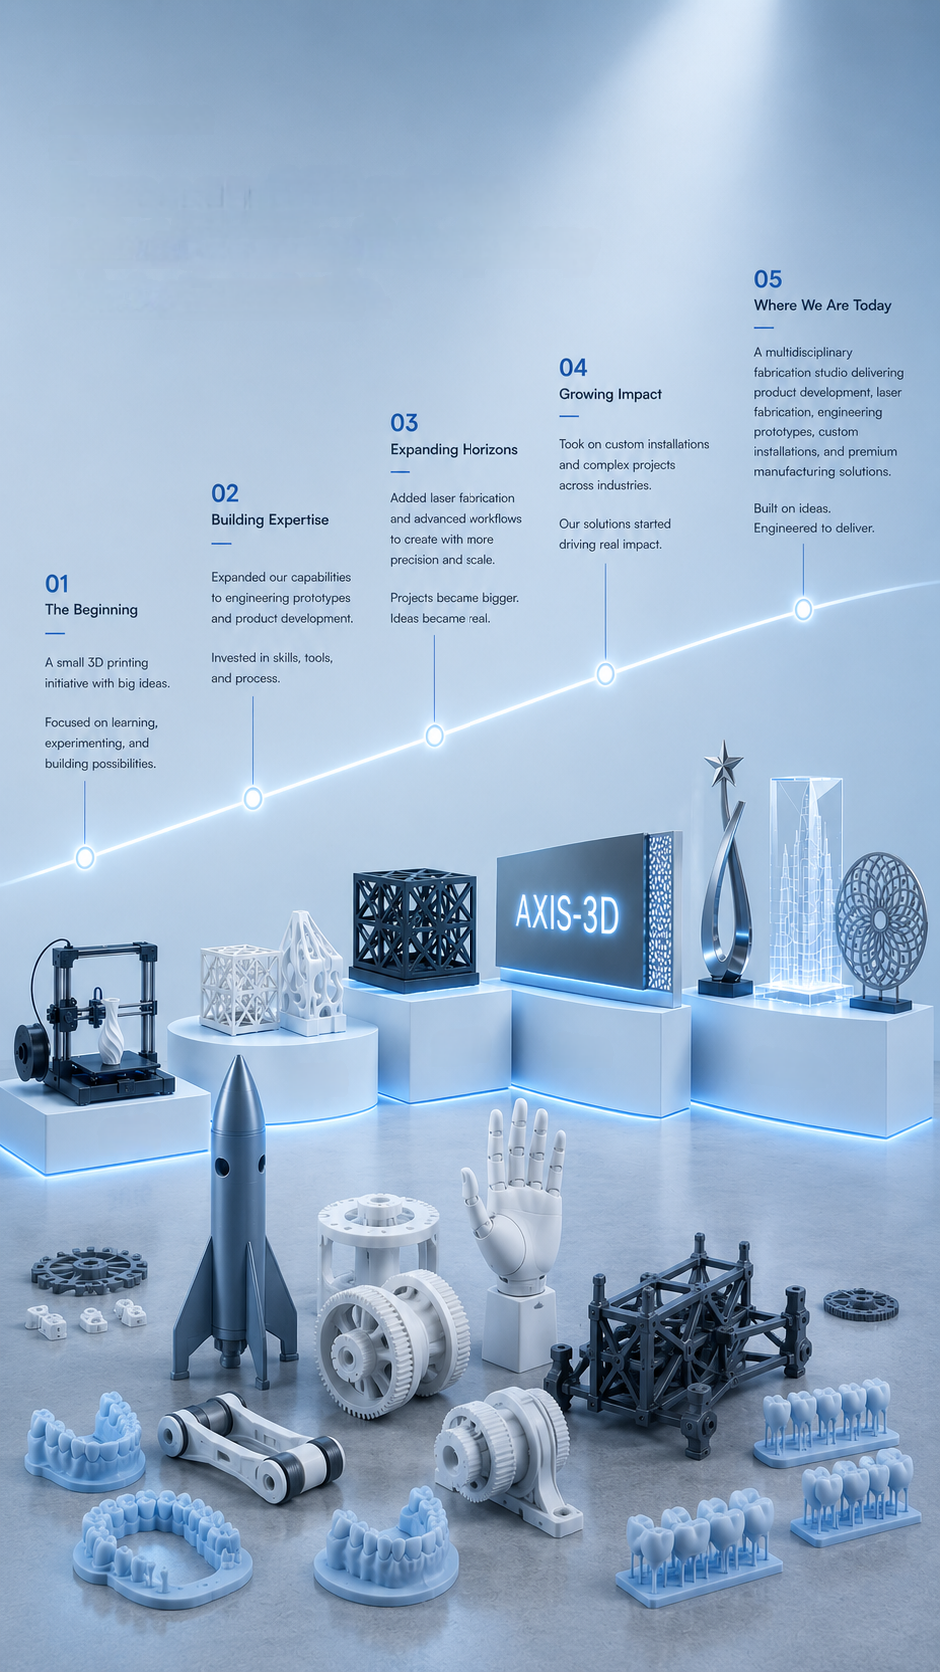 01
The Beginning
A small 3D printing
initiative with big ideas.
Focused on learning,
experimenting, and
building possibilities.
02
Building Expertise
Expanded our capabilities
to engineering prototypes
and product development.
Invested in skills, tools,
and process.
03
Expanding Horizons
Added laser fabrication
and advanced workflows
to create with more
precision and scale.
Projects became bigger.
Ideas became real.
04
Growing Impact
Took on custom installations
and complex projects
across industries.
Our solutions started
driving real impact.
05
Where We Are Today
A multidisciplinary
fabrication studio delivering
product development, laser
fabrication, engineering
prototypes, custom
installations, and premium
manufacturing solutions.
Built on ideas.
Engineered to deliver.
AXIS-3D